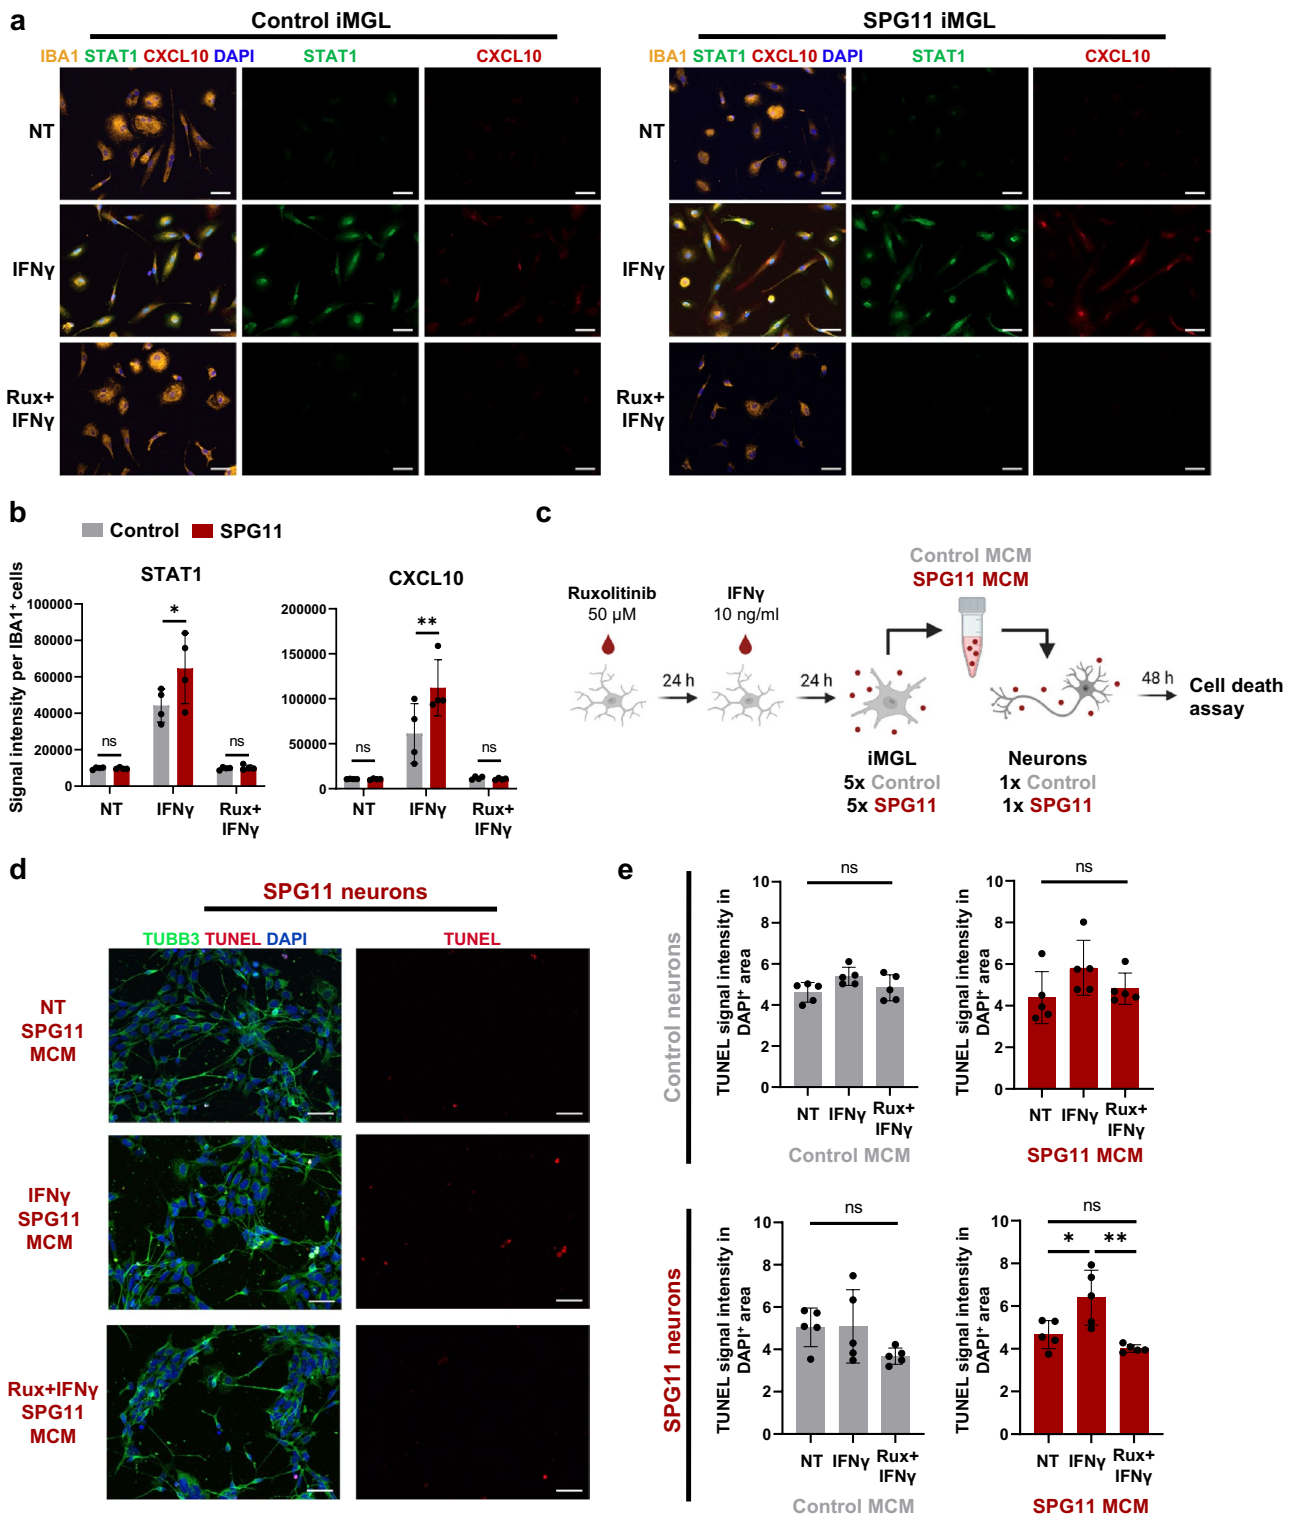 a
Control iMGL
SPG11 iMGL
IBA1 STAT1 CXCL10 DAPI
STAT1
CXCL10
IBA1 STAT1 CXCL10 DAPI
STAT1
CXCL10
NT
NT
IFNγ
IFNγ
Rux+
IFNγ
Rux+
IFNγ
b
Control
SPG11
STAT1
Signal intensity per IBA1⁺ cells
100000
80000
60000
40000
20000
0
ns
*
ns
NT
IFNγ
Rux+
IFNγ
CXCL10
200000
150000
100000
50000
0
ns
**
ns
NT
IFNγ
Rux+
IFNγ
c
Ruxolitinib
50 µM
24 h
IFNγ
10 ng/ml
24 h
Control MCM
SPG11 MCM
iMGL
5x Control
5x SPG11
Neurons
1x Control
1x SPG11
48 h
Cell death
assay
d
SPG11 neurons
TUBB3 TUNEL DAPI
TUNEL
NT
SPG11
MCM
IFNγ
SPG11
MCM
Rux+IFNγ
SPG11
MCM
e
Control neurons
TUNEL signal intensity in
DAPI⁺ area
10
8
6
4
2
0
ns
NT
IFNγ
Rux+
IFNγ
Control MCM
TUNEL signal intensity in
DAPI⁺ area
10
8
6
4
2
0
ns
NT
IFNγ
Rux+
IFNγ
SPG11 MCM
SPG11 neurons
TUNEL signal intensity in
DAPI⁺ area
10
8
6
4
2
0
ns
NT
IFNγ
Rux+
IFNγ
Control MCM
TUNEL signal intensity in
DAPI⁺ area
10
8
6
4
2
0
ns
*
**
NT
IFNγ
Rux+
IFNγ
SPG11 MCM